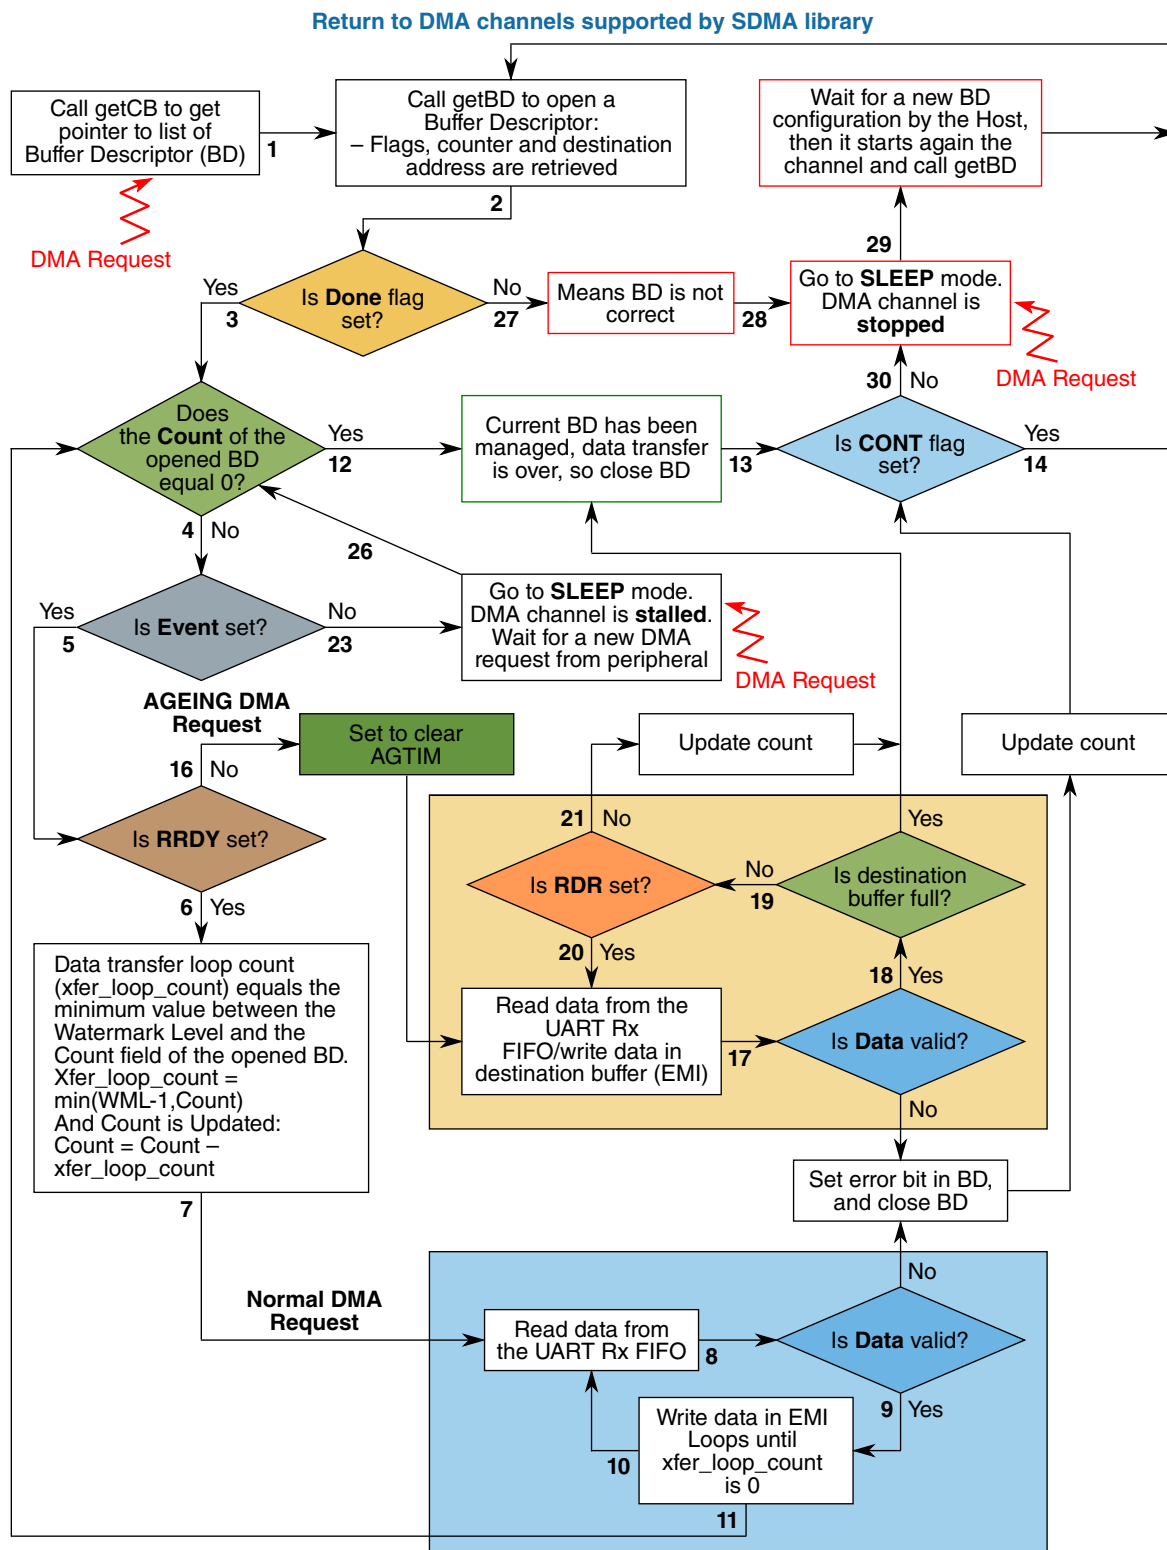 Return to DMA channels supported by SDMA library
Call getCB to get
pointer to list of
Buffer Descriptor (BD)
1
Call getBD to open a
Buffer Descriptor:
– Flags, counter and destination
address are retrieved
Wait for a new BD
configuration by the Host,
then it starts again the
channel and call getBD
2
DMA Request
29
Yes
3
Is Done flag
set?
No
27
Means BD is not
correct
28
Go to SLEEP mode.
DMA channel is
stopped
DMA Request
30
No
Does
the Count of the
opened BD
equal 0?
Yes
12
Current BD has been
managed, data transfer
is over, so close BD
13
Is CONT flag
set?
Yes
14
4
No
26
Yes
5
Is Event set?
No
23
Go to SLEEP mode.
DMA channel is stalled.
Wait for a new DMA
request from peripheral
DMA Request
AGEING DMA
Request
16
No
Set to clear
AGTIM
Update count
Update count
Is RRDY set?
21
No
Yes
Is RDR set?
No
19
Is destination
buffer full?
6
Yes
20
Yes
18
Yes
Data transfer loop count
(xfer_loop_count) equals the
minimum value between the
Watermark Level and the
Count field of the opened BD.
Xfer_loop_count =
min(WML-1,Count)
And Count is Updated:
Count = Count –
xfer_loop_count
Read data from the
UART Rx
FIFO/write data in
destination buffer (EMI)
17
Is Data valid?
No
Set error bit in BD,
and close BD
7
No
Normal DMA
Request
Read data from
the UART Rx FIFO
8
Is Data valid?
9
Yes
Write data in EMI
Loops until
xfer_loop_count
is 0
10
11